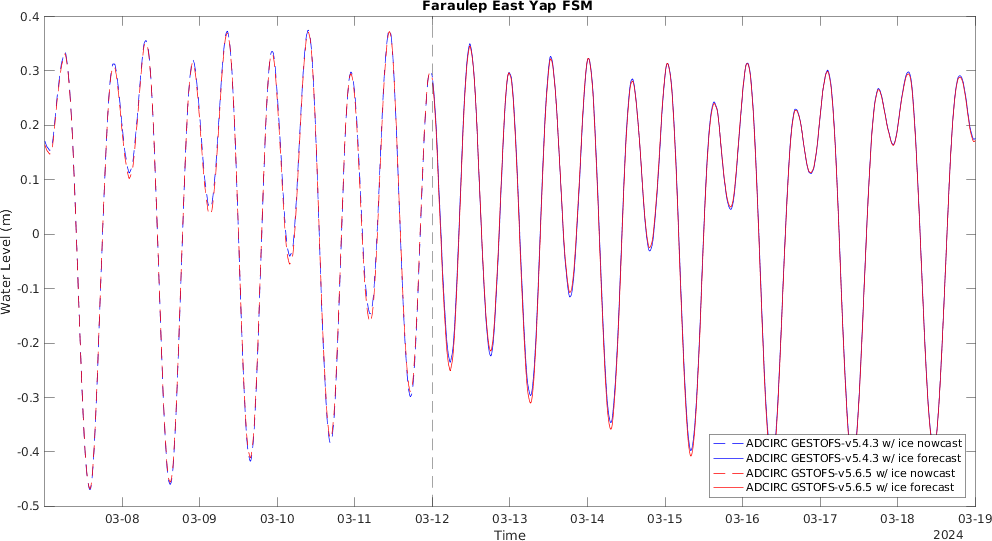 Faraulep East Yap FSM
0.4
0.3
0.2
0.1
0
-0.1
-0.2
-0.3
-0.4
-0.5
Water Level (m)
ADCIRC GESTOFS-v5.4.3 w/ ice nowcast
ADCIRC GESTOFS-v5.4.3 w/ ice forecast
ADCIRC GSTOFS-v5.6.5 w/ ice nowcast
ADCIRC GSTOFS-v5.6.5 w/ ice forecast
03-08 03-09 03-10 03-11 03-12 03-13 03-14 03-15 03-16 03-17 03-18 03-19
Time
2024